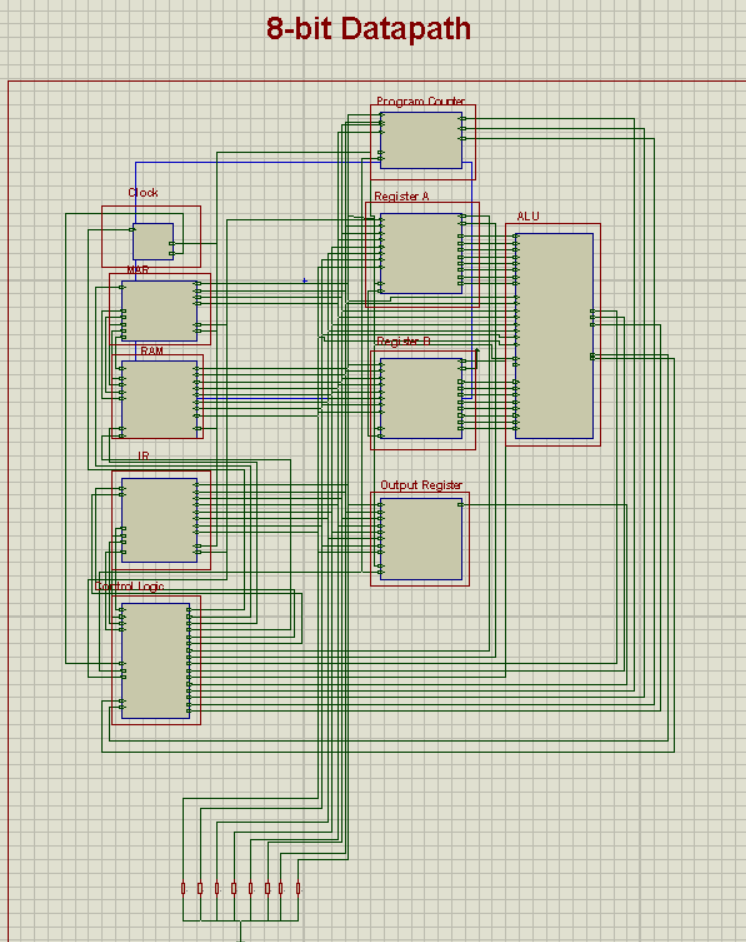 8-bit Datapath
Program Counter
Clock
Register A
ALU
MAR
Register B
RAM
IR
Output Register
Control Logic